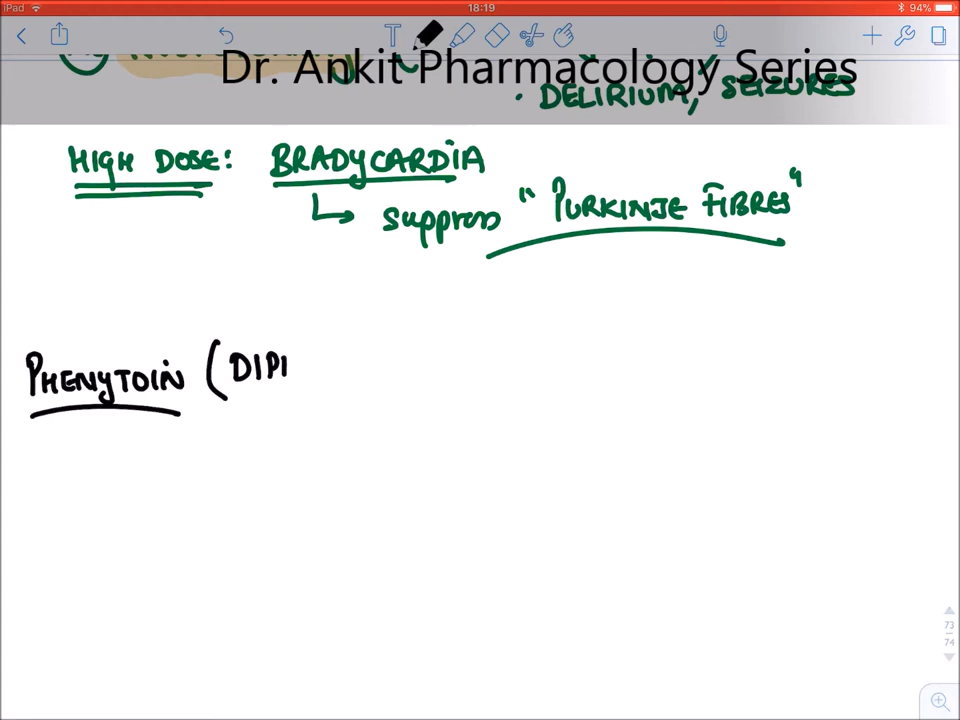 iPad 18:19 94%
Dr. Ankit Pharmacology Series
• DELIRIUM, SEIZURES
HIGH DOSE: BRADYCARDIA
↳ Suppress "PURKINJE FIBRES"
PHENYTOIN (DIPI
73
74